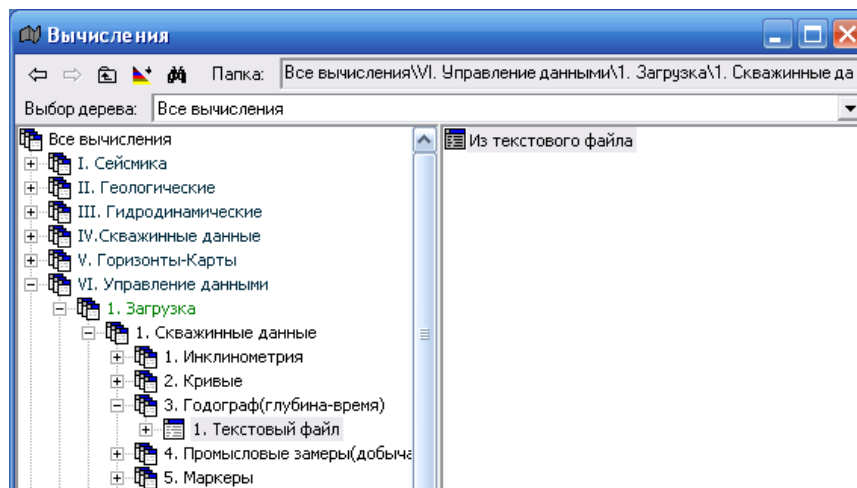 Вычисления
Папка: Все вычисления\VI. Управление данными\1. Загрузка\1. Скважинные да
Выбор дерева: Все вычисления
Все вычисления
I. Сейсмика
II. Геологические
III. Гидродинамические
IV.Скважинные данные
V. Горизонты-Карты
VI. Управление данными
1. Загрузка
1. Скважинные данные
1. Инклинометрия
2. Кривые
3. Годограф(глубина-время)
1. Текстовый файл
4. Промысловые замеры(добыча
5. Маркеры
Из текстового файла